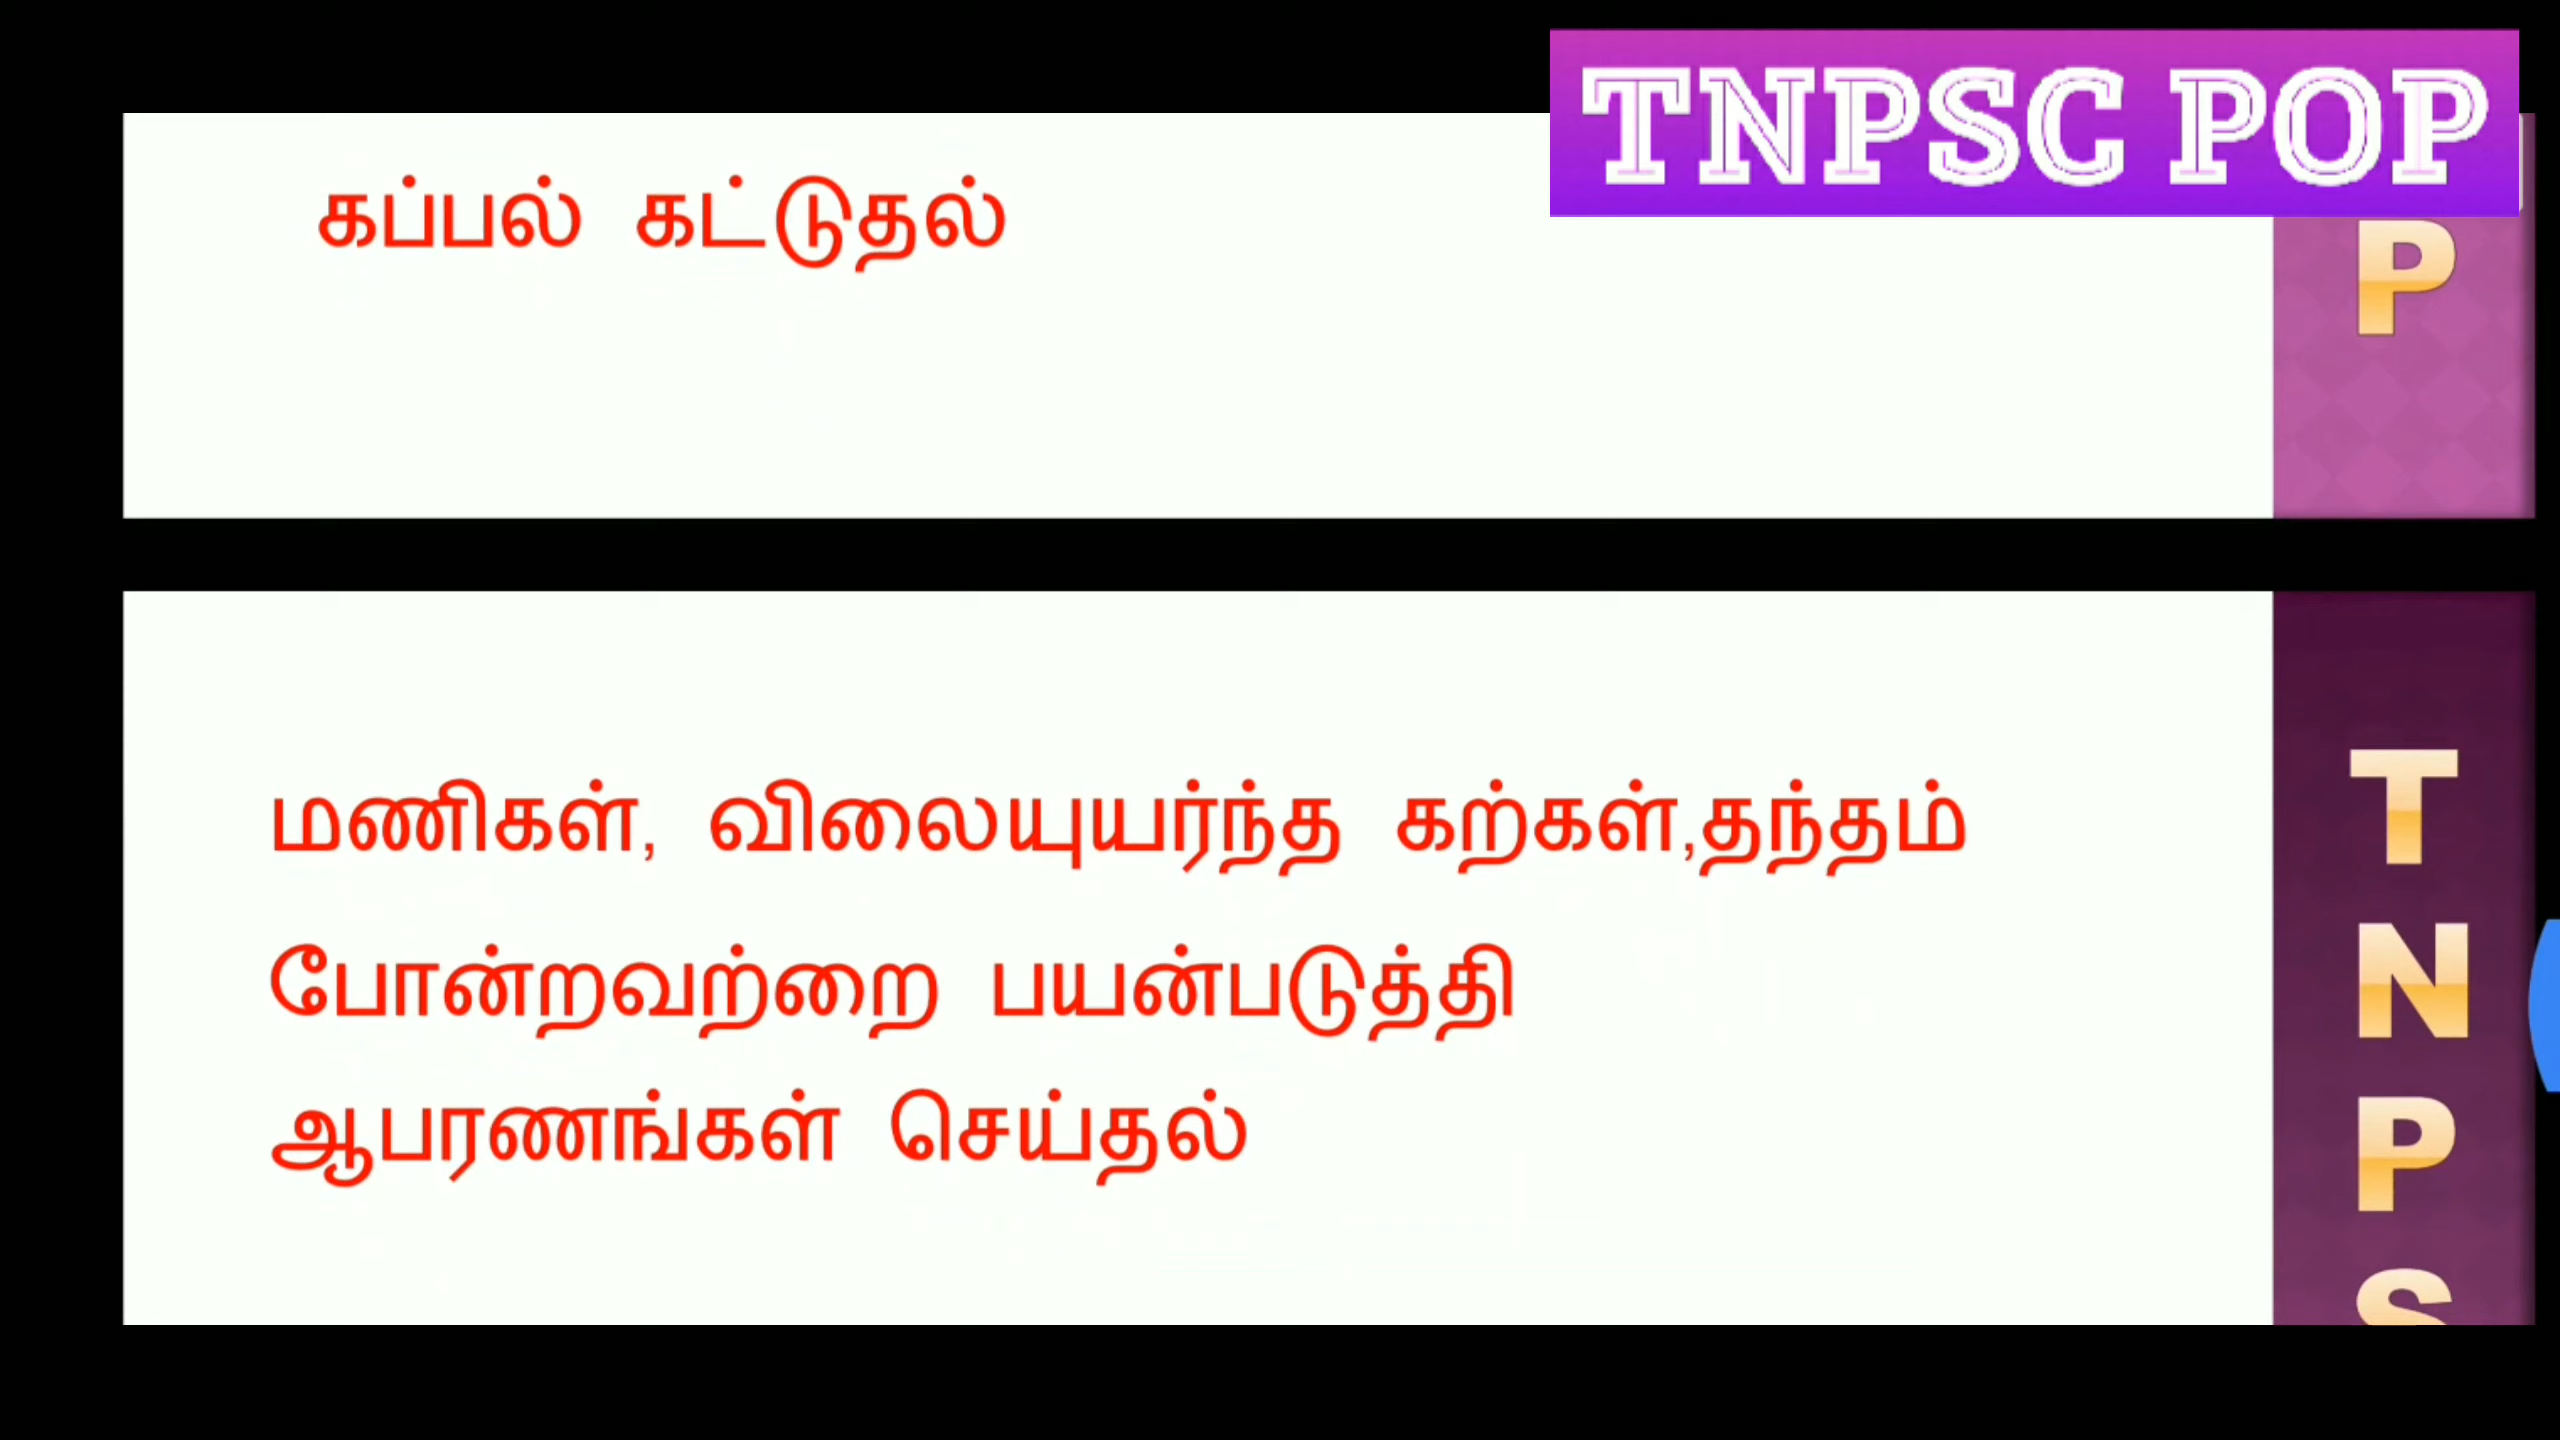 TNPSC POP
கப்பல் கட்டுதல்
P
மணிகள், விலையுயர்ந்த கற்கள்,தந்தம்
போன்றவற்றை பயன்படுத்தி
ஆபரணங்கள் செய்தல்
T
N
P
S